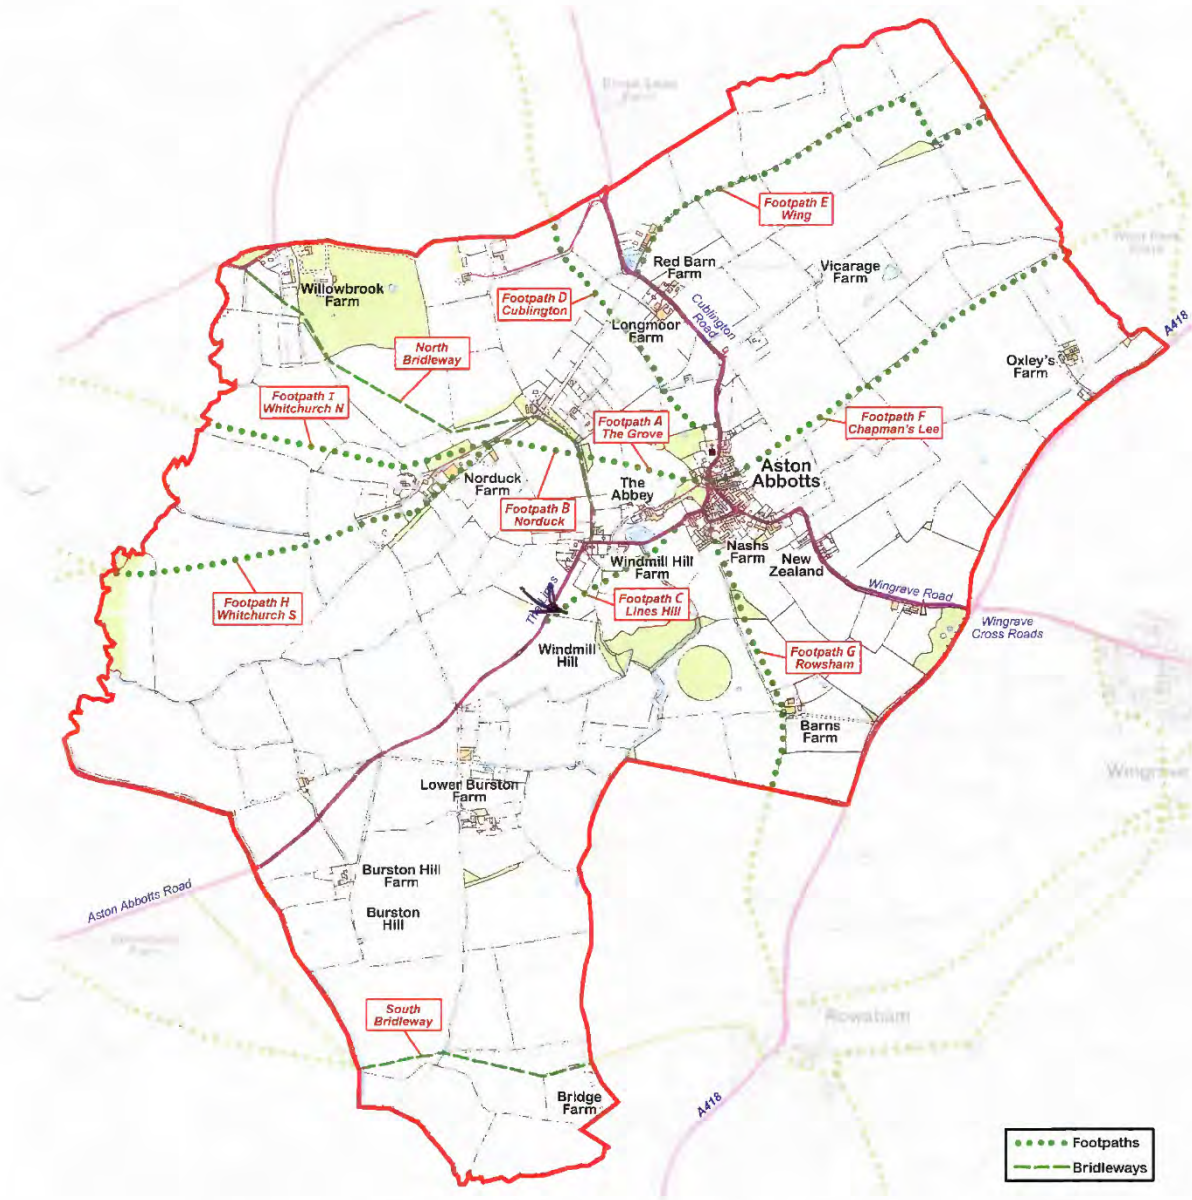 Footpath E
Wing
Red Barn
Farm
Vicarage
Farm
Willowbrook
Farm
Footpath D
Cublington
Cublington
Road
A418
Longmoor
Farm
North
Bridleway
Oxley's
Farm
Footpath I
Whitchurch N
Footpath A
The Grove
Footpath F
Chapman's Lee
Aston
Abbotts
Norduck
Farm
The
Abbey
Footpath B
Norduck
Nashs
Farm
New
Zealand
Windmill Hill
Farm
Wingrave Road
Footpath H
Whitchurch S
Footpath C
Lines Hill
Wingrave
Cross Roads
Windmill
Hill
Footpath G
Rowsham
Barns
Farm
Wingrave
Lower Burston
Farm
Burston Hill
Farm
Aston Abbotts Road
Burston
Hill
South
Bridleway
Rowsham
Bridge
Farm
A418
Footpaths
Bridleways